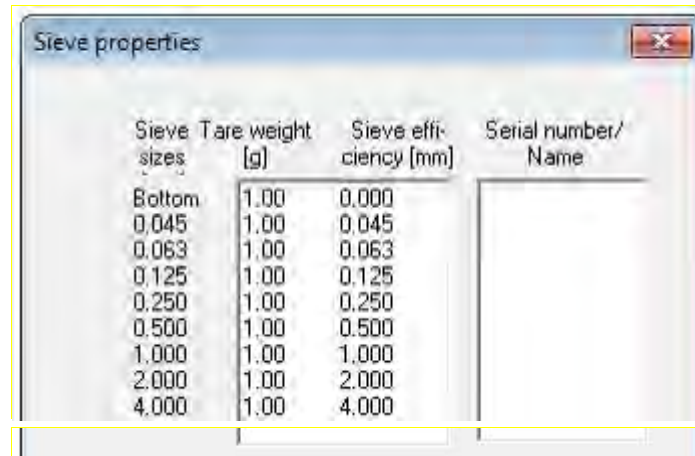 Sieve properties
Sieve Tare weight Sieve effi- Serial number/
sizes [g] ciency [mm] Name
Bottom 1.00 0.000
0.045 1.00 0.045
0.063 1.00 0.063
0.125 1.00 0.125
0.250 1.00 0.250
0.500 1.00 0.500
1.000 1.00 1.000
2.000 1.00 2.000
4.000 1.00 4.000